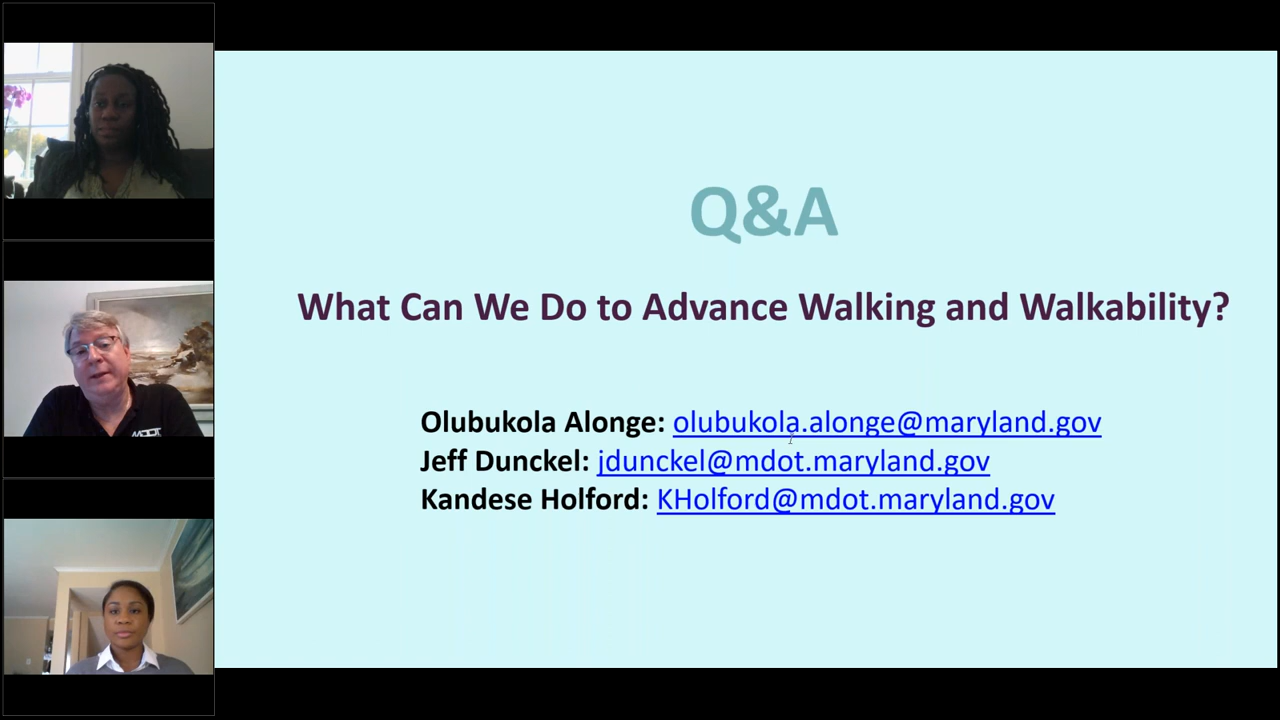 Q&A
What Can We Do to Advance Walking and Walkability?
Olubukola Alonge: olubukola.alonge@maryland.gov
Jeff Dunckel: jdunckel@mdot.maryland.gov
Kandese Holford: KHolford@mdot.maryland.gov
MDOT